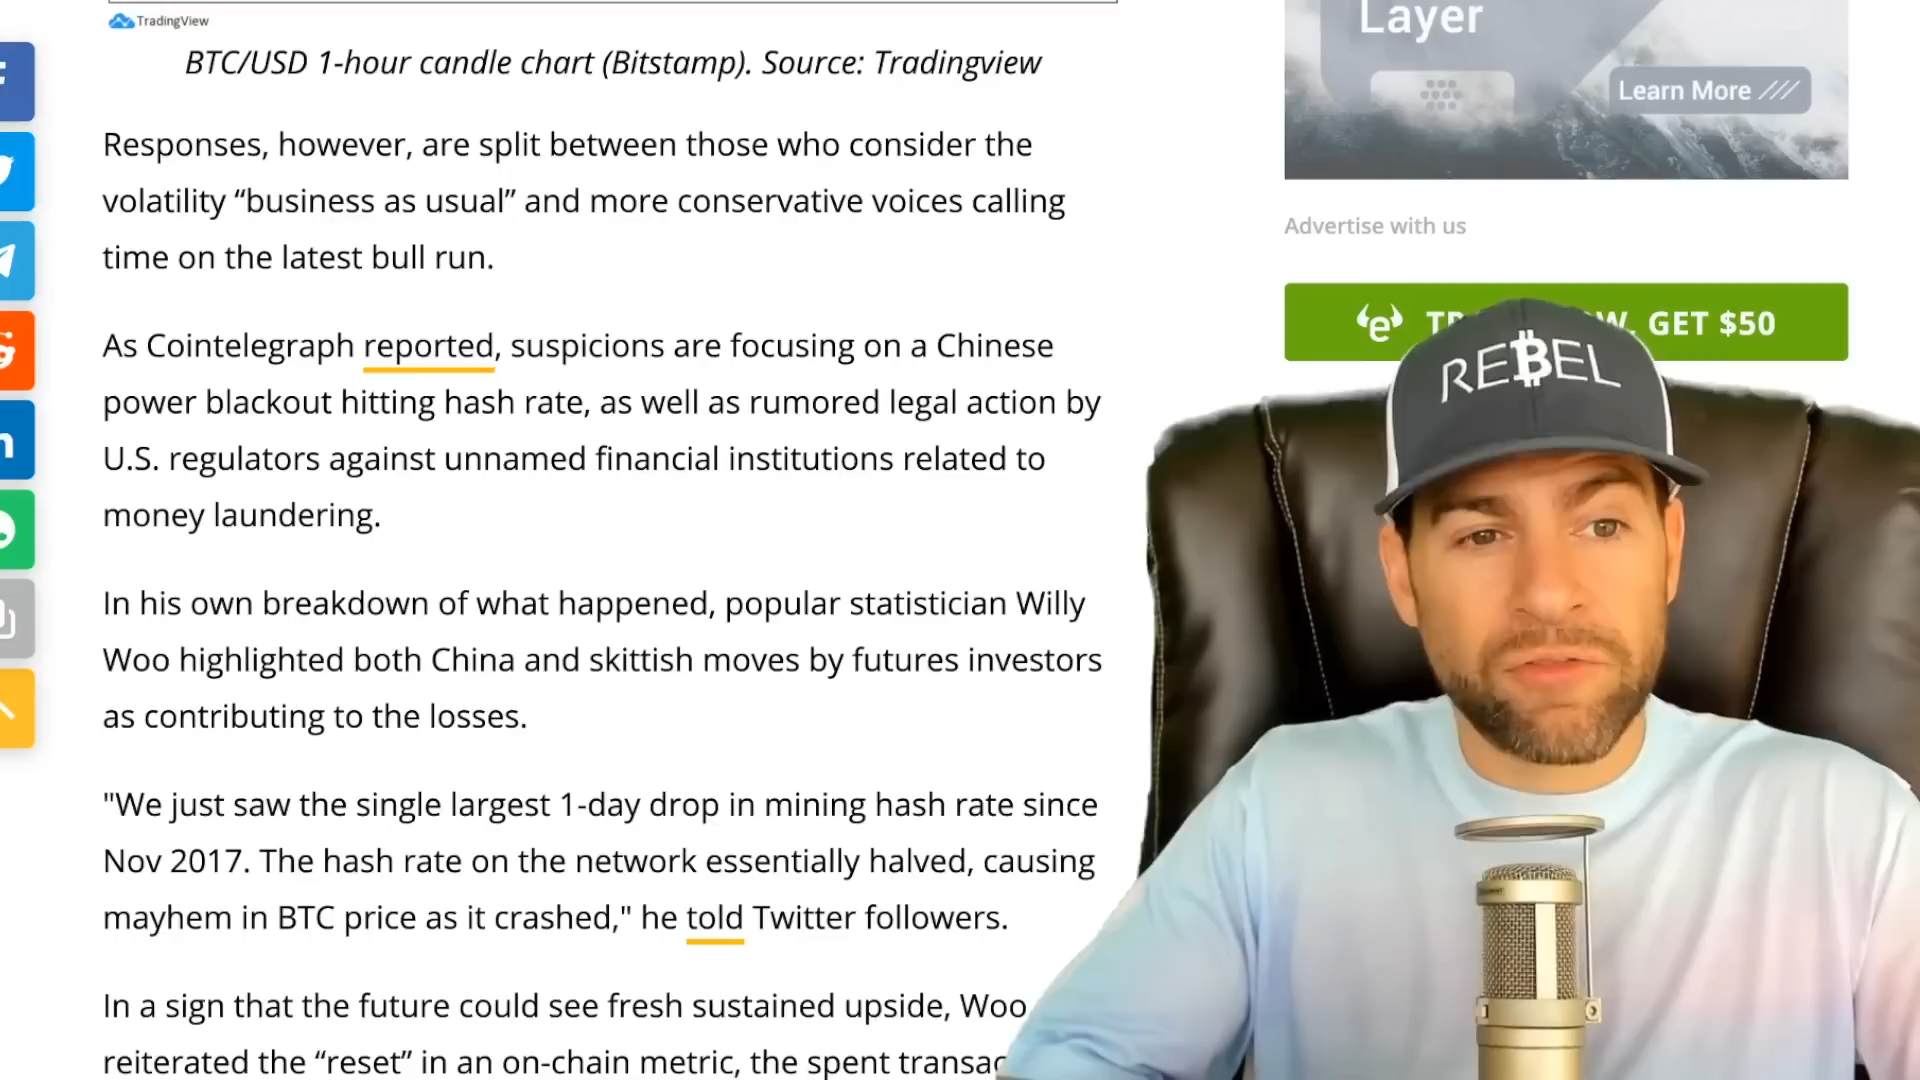 TradingView
BTC/USD 1-hour candle chart (Bitstamp). Source: Tradingview
Responses, however, are split between those who consider the
volatility “business as usual” and more conservative voices calling
time on the latest bull run.
As Cointelegraph reported, suspicions are focusing on a Chinese
power blackout hitting hash rate, as well as rumored legal action by
U.S. regulators against unnamed financial institutions related to
money laundering.
In his own breakdown of what happened, popular statistician Willy
Woo highlighted both China and skittish moves by futures investors
as contributing to the losses.
"We just saw the single largest 1-day drop in mining hash rate since
Nov 2017. The hash rate on the network essentially halved, causing
mayhem in BTC price as it crashed," he told Twitter followers.
In a sign that the future could see fresh sustained upside, Woo
reiterated the “reset” in an on-chain metric, the spent
Layer
Learn More ///
Advertise with us
GET $50
REBEL